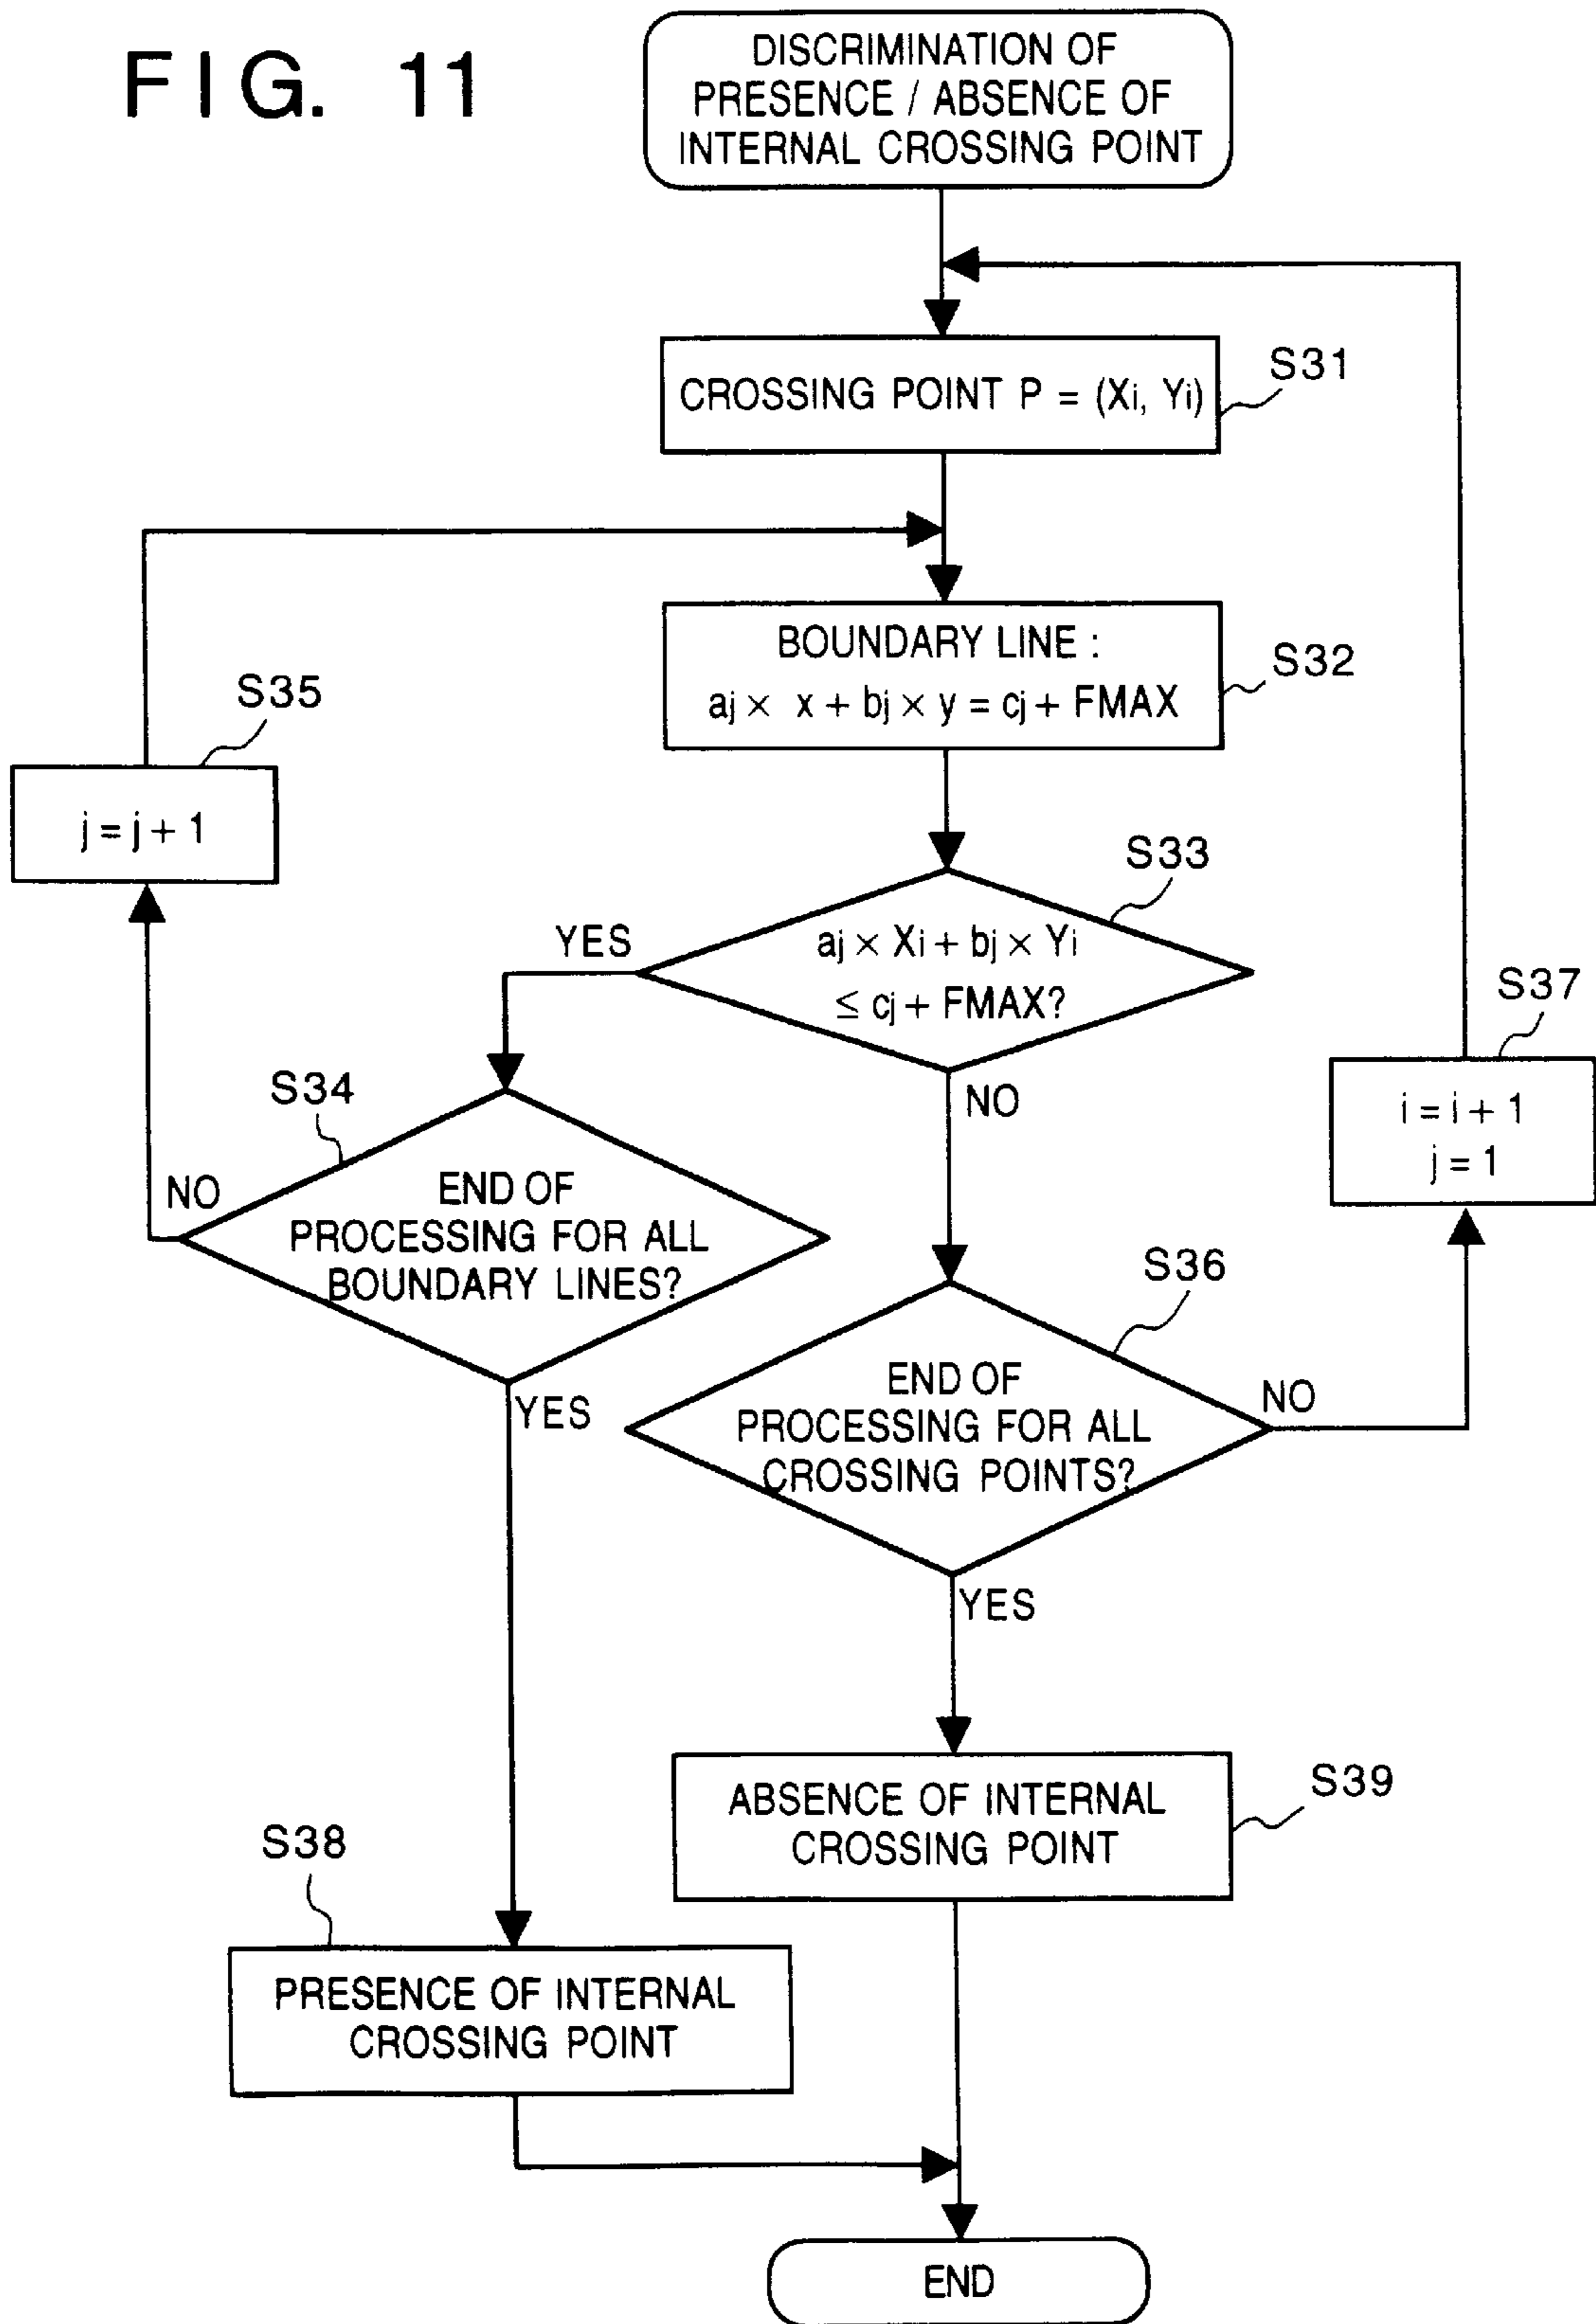 FIG. 11
DISCRIMINATION OF
PRESENCE / ABSENCE OF
INTERNAL CROSSING POINT
S31
CROSSING POINT P = (Xi, Yi)
S32
BOUNDARY LINE :
aj × x + bj × y = cj + FMAX
S35
j = j + 1
S33
aj × Xi + bj × Yi
≤ cj + FMAX?
YES
NO
S37
i = i + 1
j = 1
S34
END OF
PROCESSING FOR ALL
BOUNDARY LINES?
NO
YES
S36
END OF
PROCESSING FOR ALL
CROSSING POINTS?
NO
YES
S39
ABSENCE OF INTERNAL
CROSSING POINT
S38
PRESENCE OF INTERNAL
CROSSING POINT
END